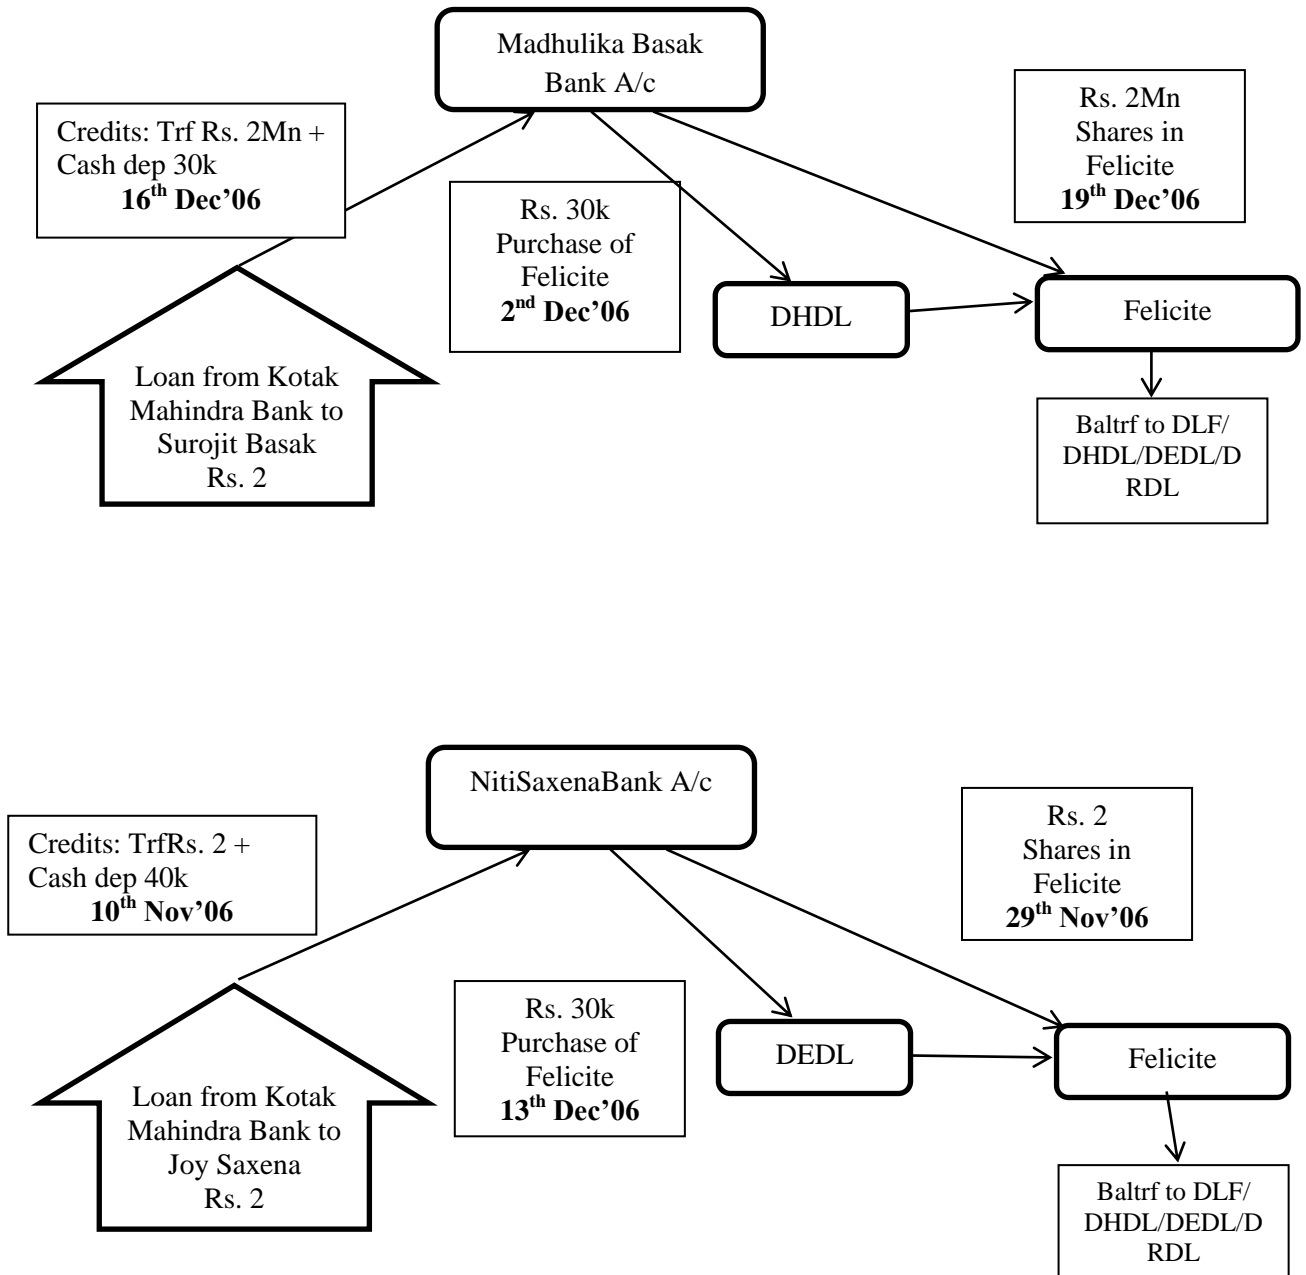 Madhulika Basak
Bank A/c
Credits: Trf Rs. 2Mn +
Cash dep 30k
16th Dec’06
Rs. 2Mn
Shares in
Felicite
19th Dec’06
Rs. 30k
Purchase of
Felicite
2nd Dec’06
DHDL
Felicite
Loan from Kotak
Mahindra Bank to
Surojit Basak
Rs. 2
Baltrf to DLF/
DHDL/DEDL/D
RDL
NitiSaxenaBank A/c
Credits: TrfRs. 2 +
Cash dep 40k
10th Nov’06
Rs. 2
Shares in
Felicite
29th Nov’06
Rs. 30k
Purchase of
Felicite
13th Dec’06
DEDL
Felicite
Loan from Kotak
Mahindra Bank to
Joy Saxena
Rs. 2
Baltrf to DLF/
DHDL/DEDL/D
RDL